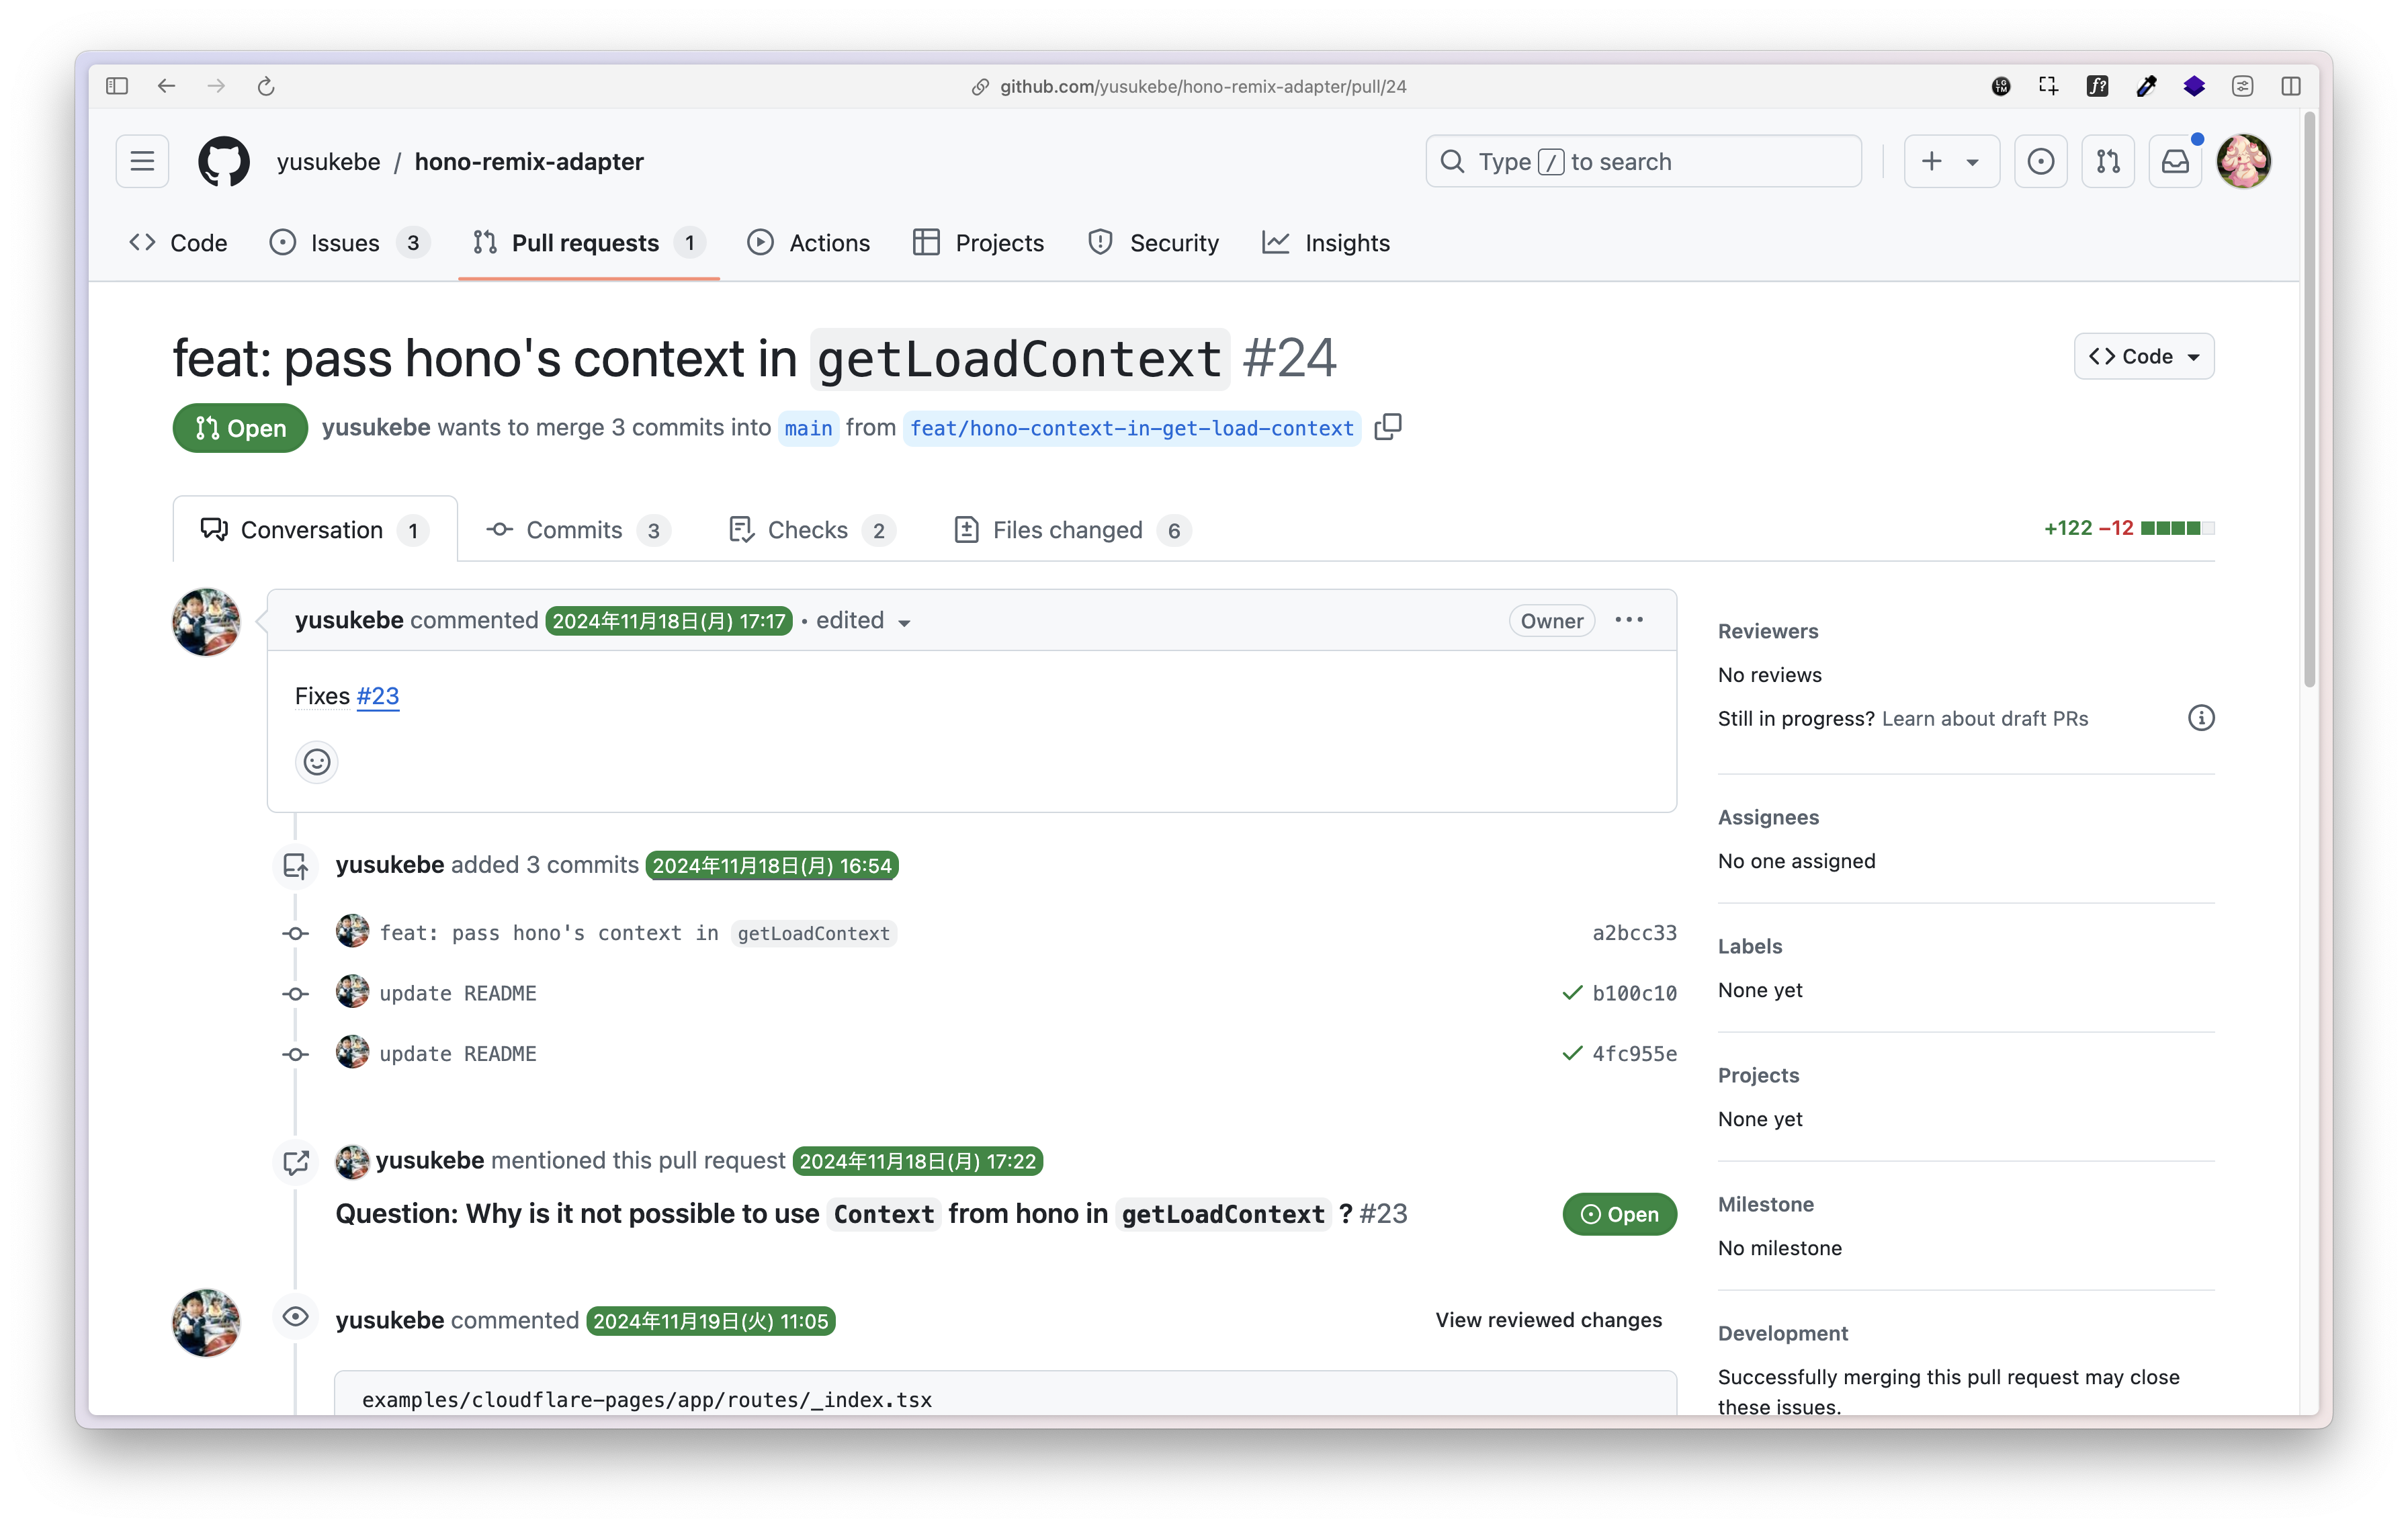 github.com/yusukebe/hono-remix-adapter/pull/24
LG
TM
f?
yusukebe / hono-remix-adapter
Type / to search
Code
Issues 3
Pull requests 1
Actions
Projects
Security
Insights
feat: pass hono's context in getLoadContext #24
Code
Open
yusukebe wants to merge 3 commits into main from feat/hono-context-in-get-load-context
Conversation 1
Commits 3
Checks 2
Files changed 6
+122 −12
yusukebe commented 2024年11月18日(月) 17:17 • edited
Owner
Fixes #23
yusukebe added 3 commits 2024年11月18日(月) 16:54
feat: pass hono's context in getLoadContext
a2bcc33
update README
b100c10
update README
4fc955e
yusukebe mentioned this pull request 2024年11月18日(月) 17:22
Question: Why is it not possible to use Context from hono in getLoadContext ? #23
Open
yusukebe commented 2024年11月19日(火) 11:05
View reviewed changes
examples/cloudflare-pages/app/routes/_index.tsx
Reviewers
No reviews
Still in progress? Learn about draft PRs
Assignees
No one assigned
Labels
None yet
Projects
None yet
Milestone
No milestone
Development
Successfully merging this pull request may close
these issues.